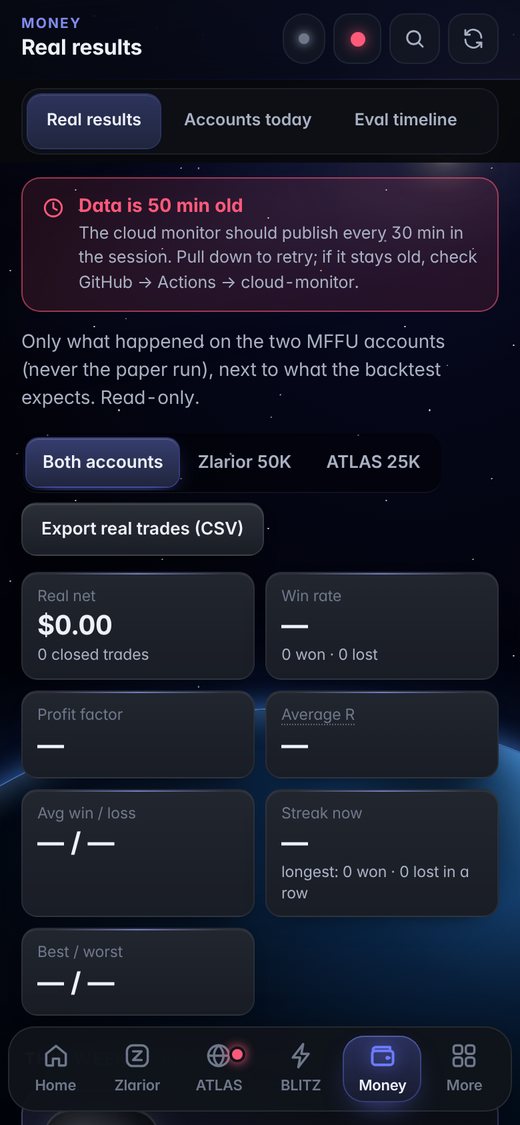 MONEY
Real results
Real results Accounts today Eval timeline
Data is 50 min old
The cloud monitor should publish every 30 min in
the session. Pull down to retry; if it stays old, check
GitHub → Actions → cloud-monitor.
Only what happened on the two MFFU accounts
(never the paper run), next to what the backtest
expects. Read-only.
Both accounts Zlarior 50K ATLAS 25K
Export real trades (CSV)
Real net
$0.00
0 closed trades
Win rate
—
0 won · 0 lost
Profit factor
—
Average R
—
Avg win / loss
— / —
Streak now
—
longest: 0 won · 0 lost in a
row
Best / worst
— / —
Home Zlarior ATLAS BLITZ Money More